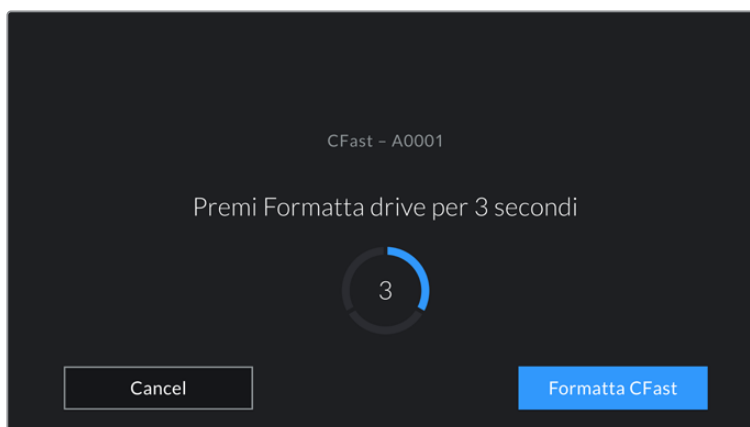 CFast – A0001
Premi Formatta drive per 3 secondi
3
Cancel
Formatta CFast